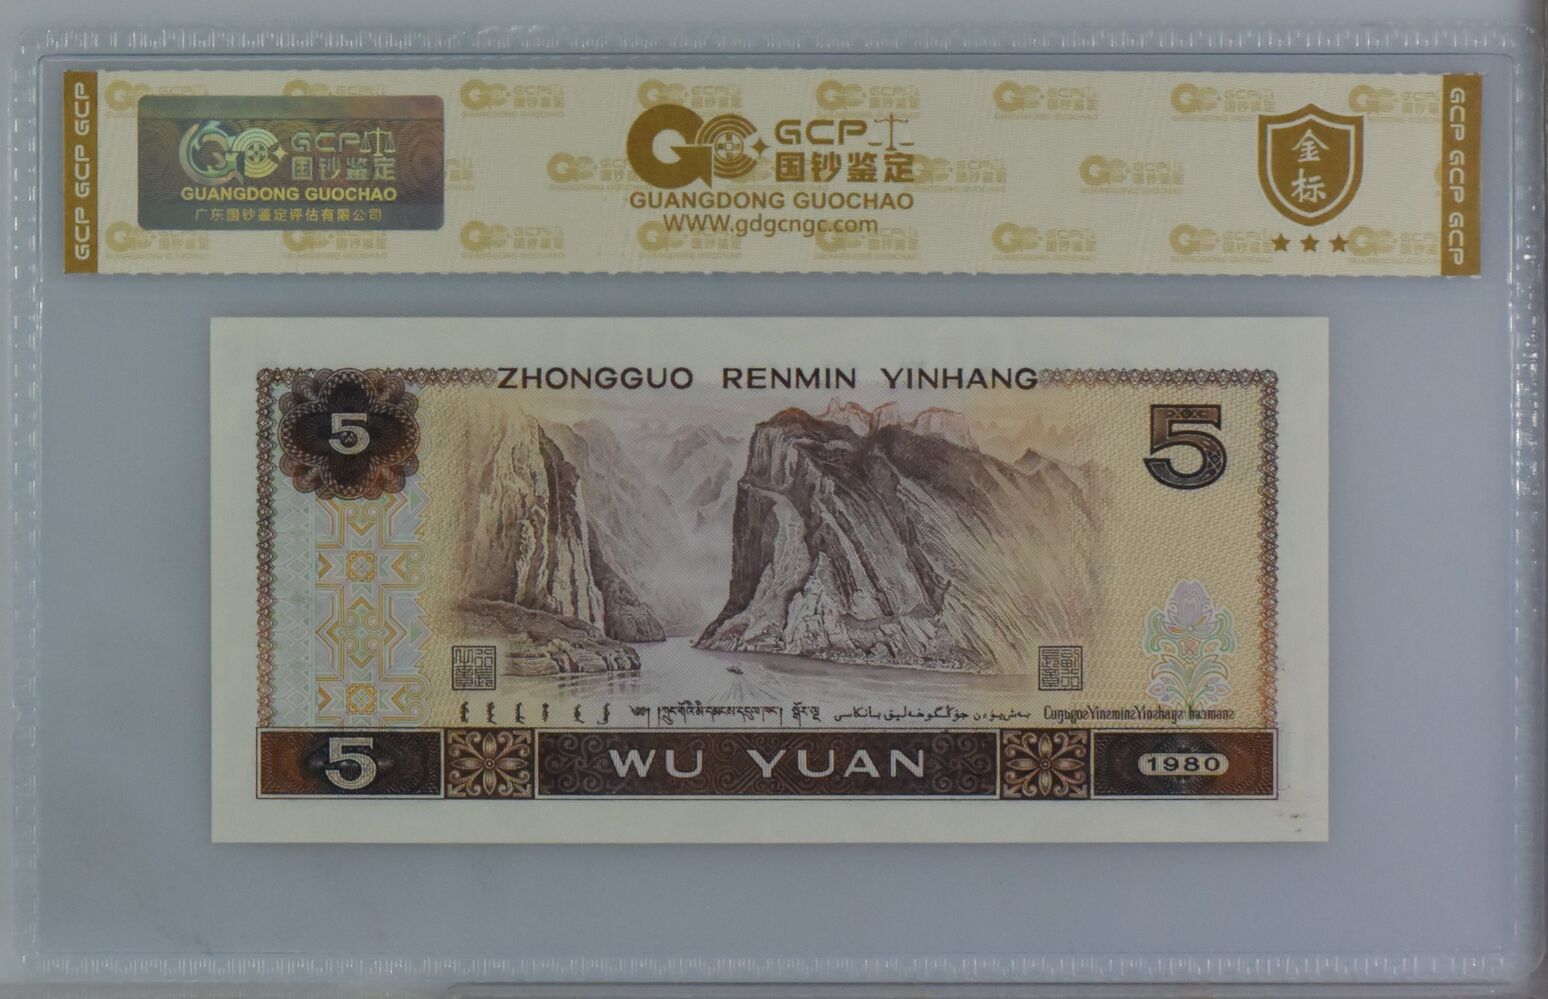 GCP GCP GCP
GCP
国钞鉴定
GUANGDONG GUOCHAO
广东国钞鉴定评估有限公司
GCP
国钞鉴定
GUANGDONG GUOCHAO
WWW.gdgcngc.com
金标
GCP GCP GCP
ZHONGGUO RENMIN YINHANG
5
5
5
WU YUAN
1980